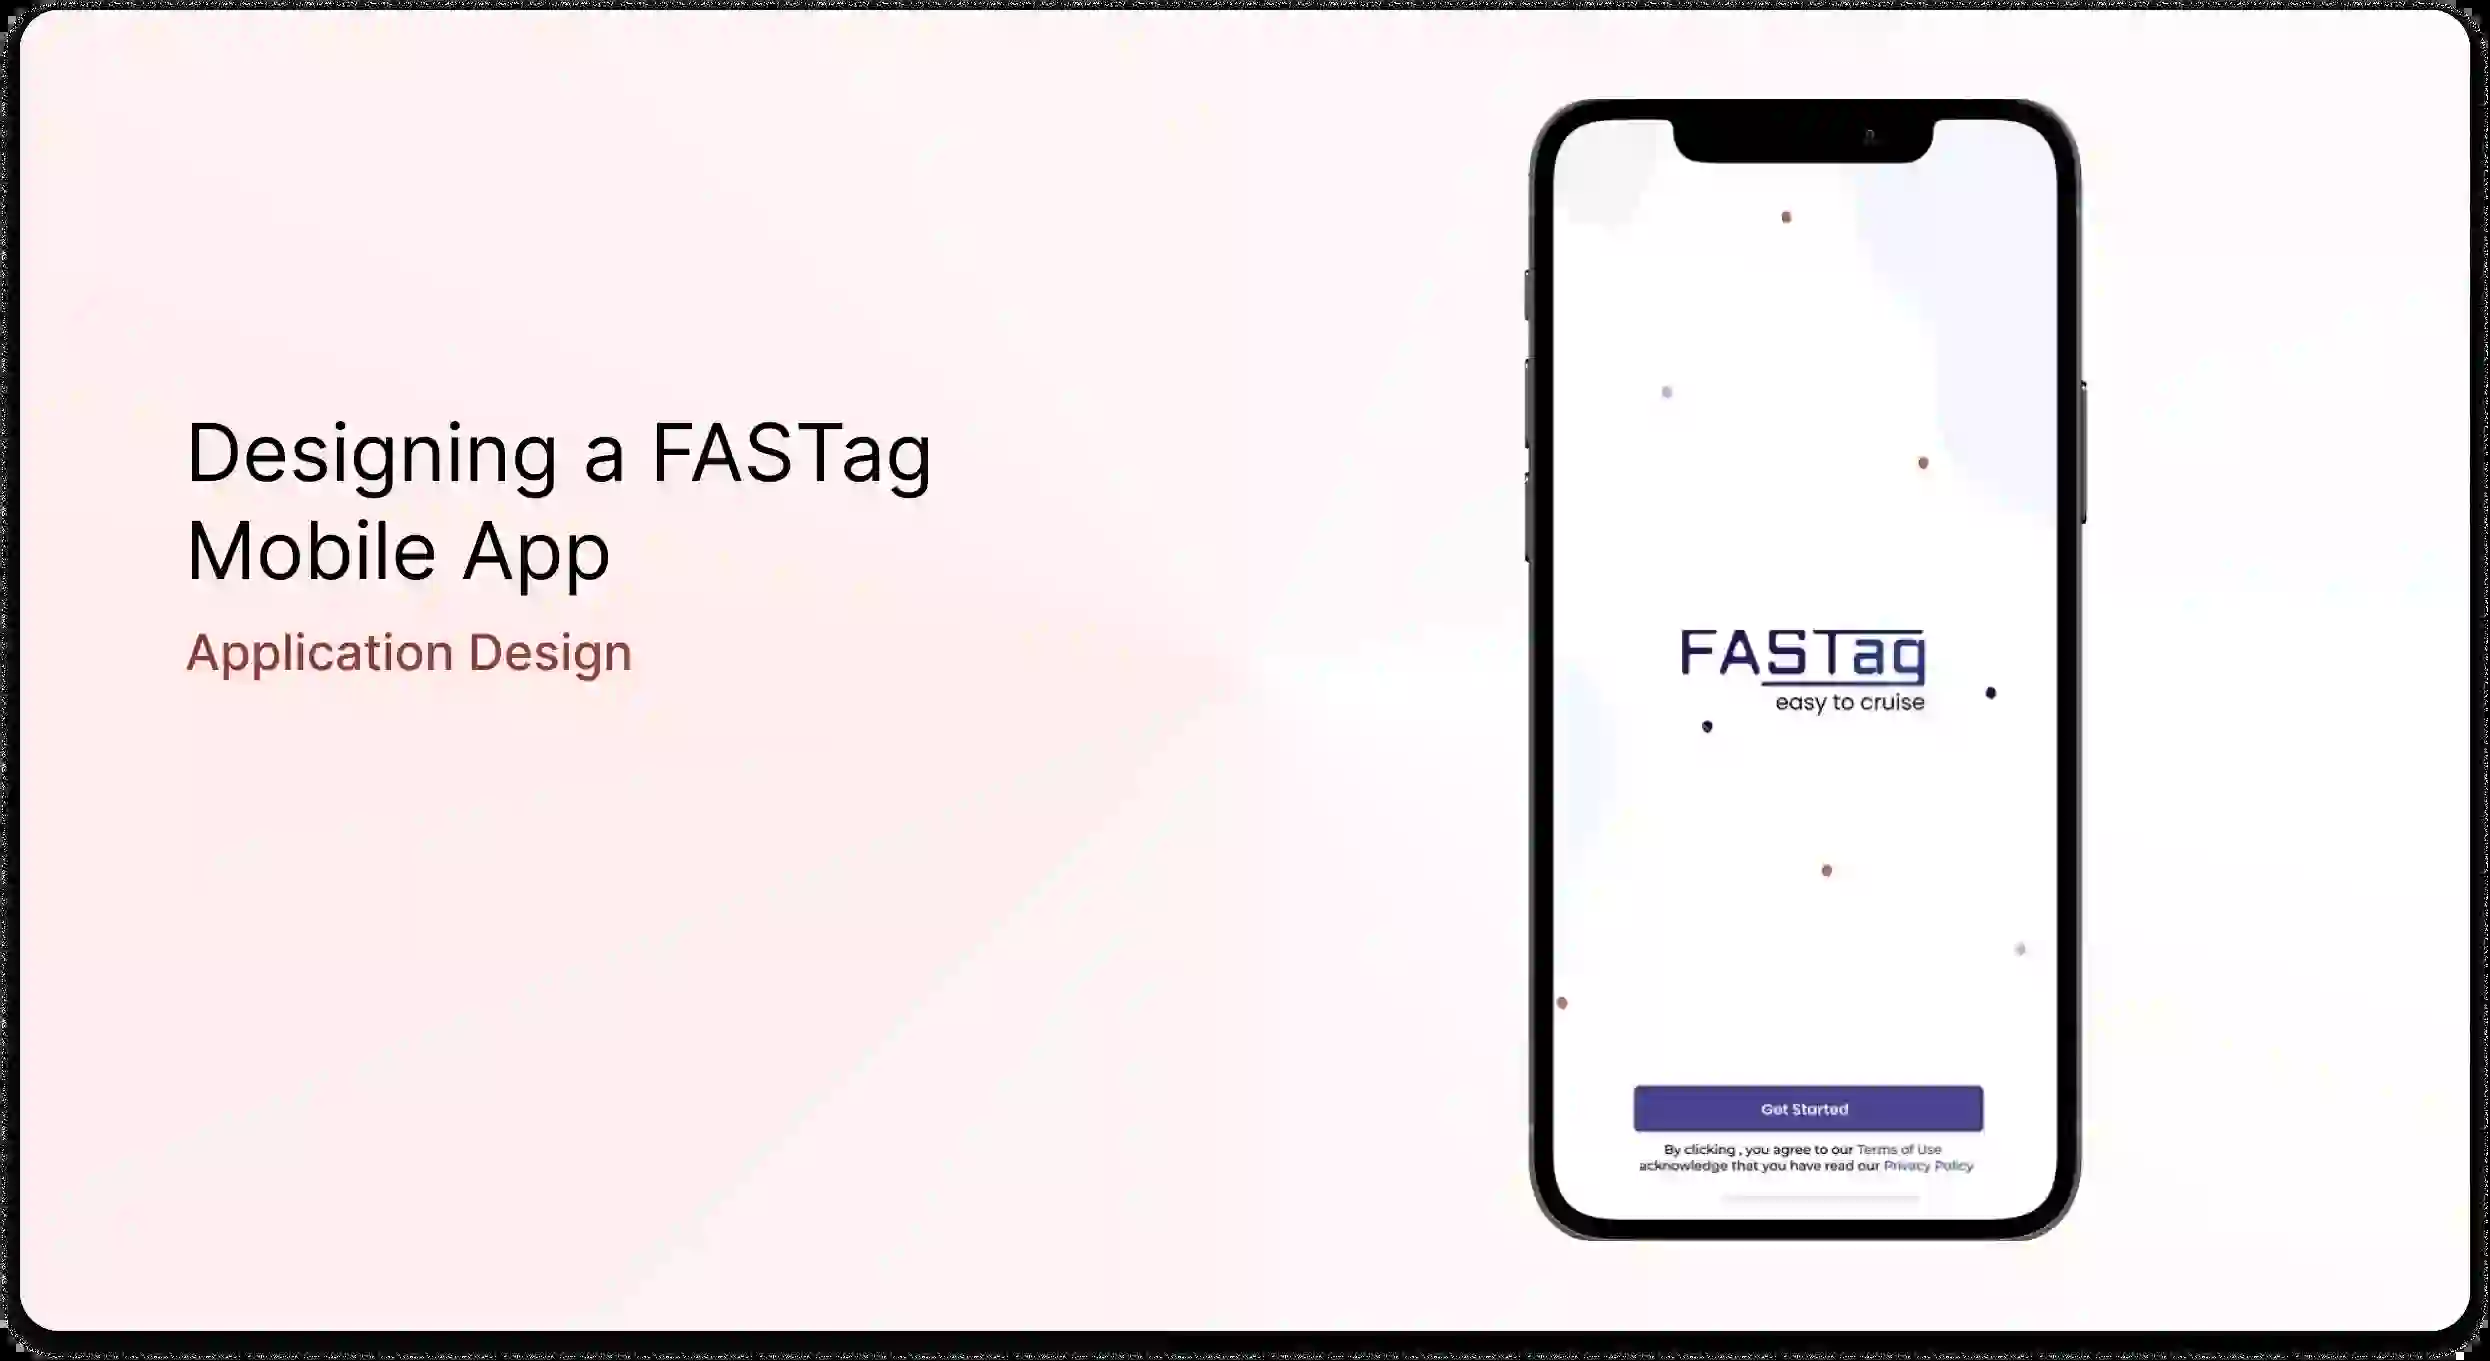 Designing a FASTag
Mobile App
Application Design
FASTag
easy to cruise
Get Started
By clicking , you agree to our Terms of Use
acknowledge that you have read our Privacy Policy